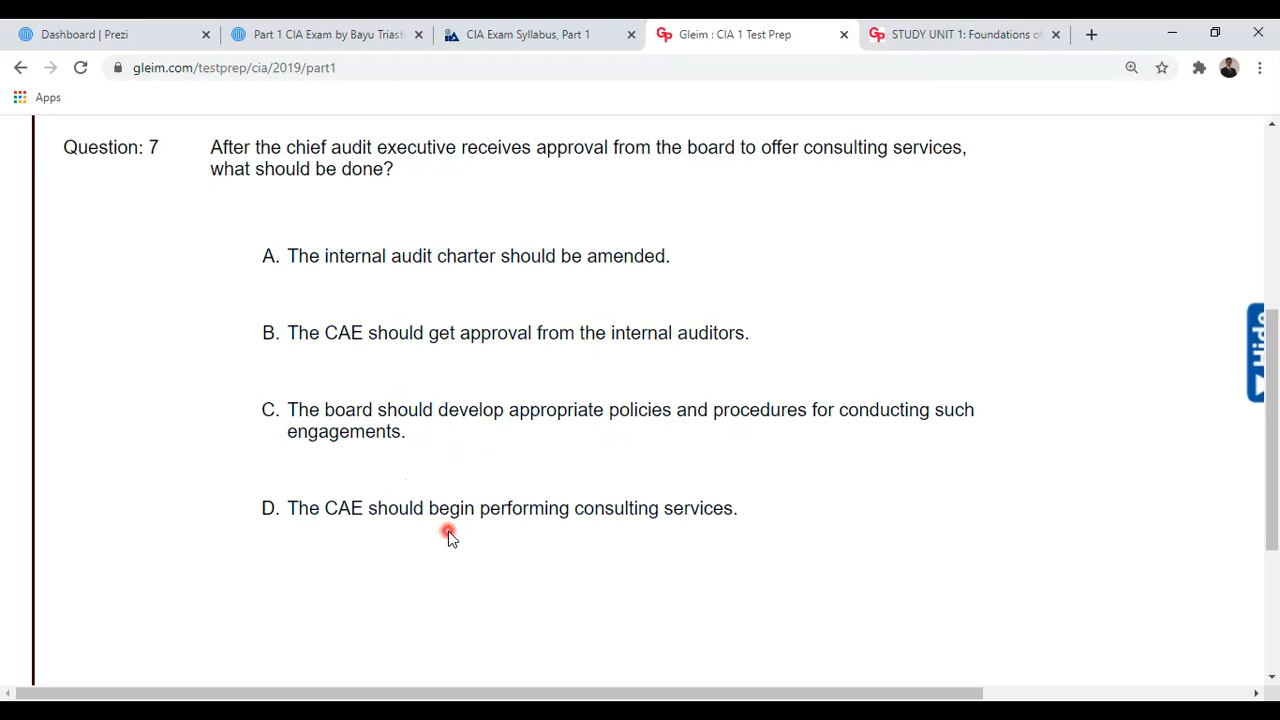 Dashboard | Prezi
Part 1 CIA Exam by Bayu TriaSt
CIA Exam Syllabus, Part 1
Gleim : CIA 1 Test Prep
STUDY UNIT 1: Foundations of
gleim.com/testprep/cia/2019/part1
Apps
Question: 7
After the chief audit executive receives approval from the board to offer consulting services,
what should be done?
A. The internal audit charter should be amended.
B. The CAE should get approval from the internal auditors.
Hide
C. The board should develop appropriate policies and procedures for conducting such
engagements.
D. The CAE should begin performing consulting services.